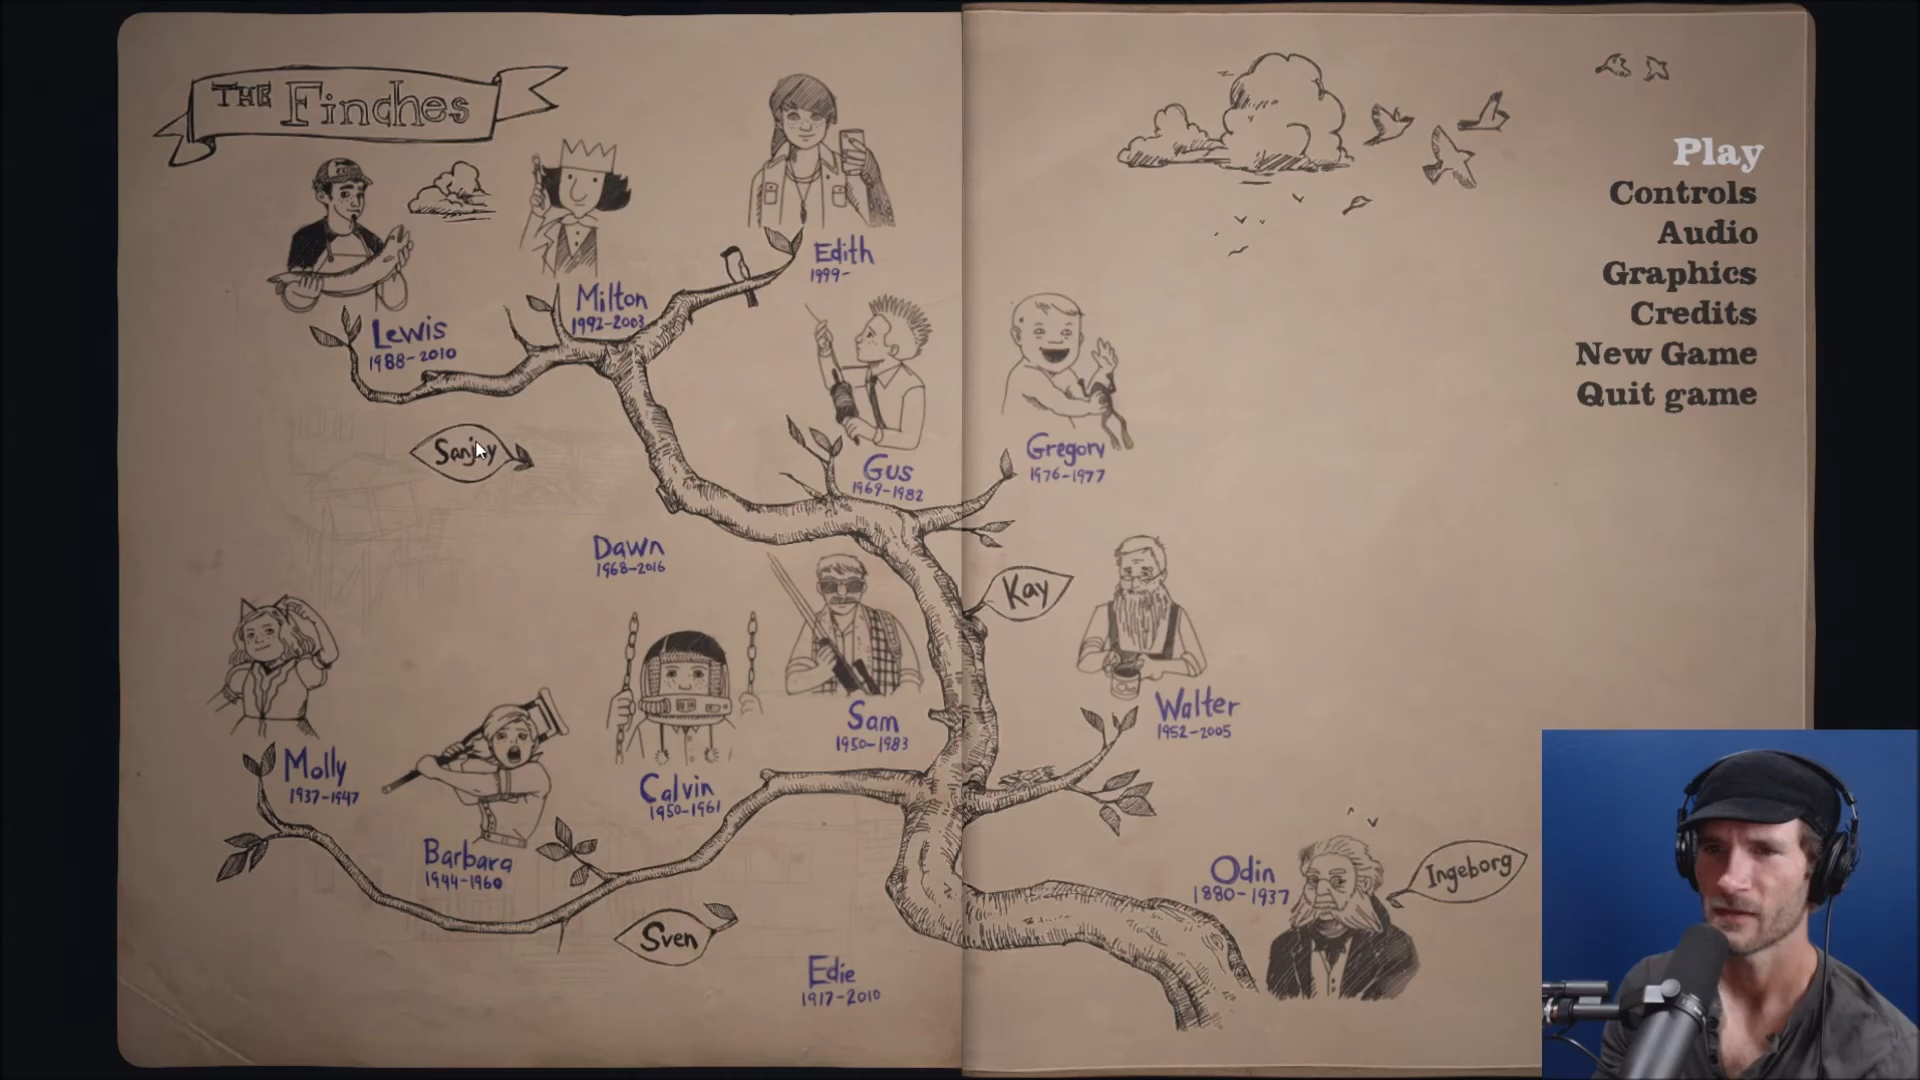 THE Finches
Edith
1999-
Milton
1992-2003
Lewis
1988-2010
Sanjay
Gus
1969-1982
Gregory
1976-1977
Dawn
1968-2016
Kay
Sam
1950-1983
Walter
1952-2005
Molly
1937-1947
Calvin
1950-1961
Barbara
1944-1960
Sven
Edie
1917-2010
Odin
1880-1937
Ingeborg
Play
Controls
Audio
Graphics
Credits
New Game
Quit game